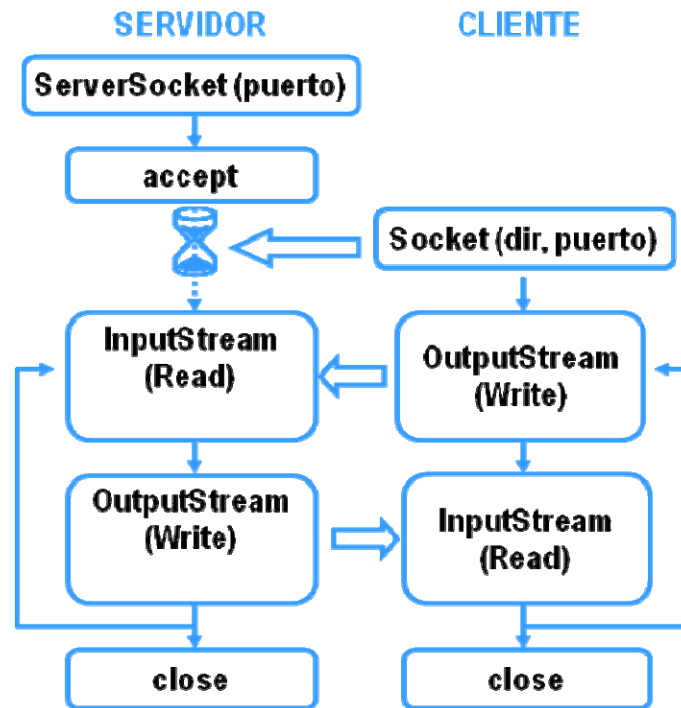 SERVIDOR
CLIENTE
ServerSocket (puerto)
accept
Socket (dir, puerto)
InputStream
(Read)
OutputStream
(Write)
OutputStream
(Write)
InputStream
(Read)
close
close